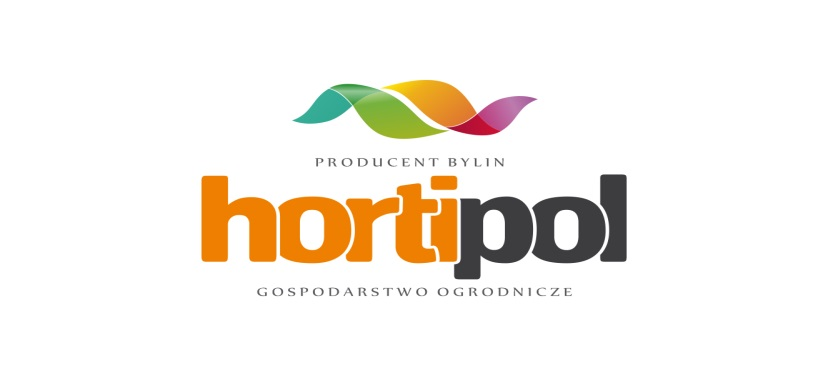 PRODUCENT BYLIN
hortipol
GOSPODARSTWO OGRODNICZE